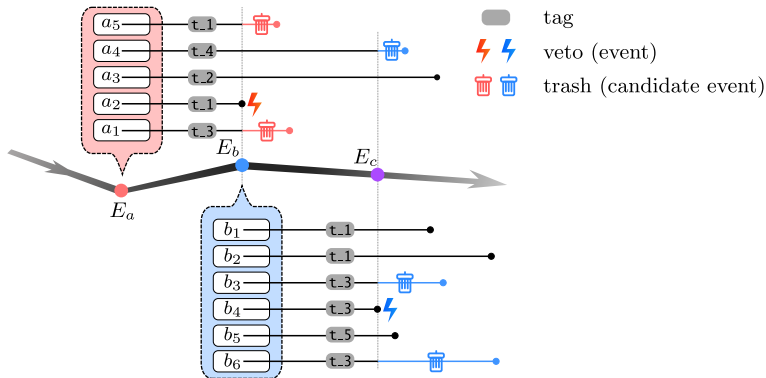 a5 t_1
a4 t_4
a3 t_2
a2 t_1
a1 t_3
tag
veto (event)
trash (candidate event)
Ea
Eb
Ec
b1 t_1
b2 t_1
b3 t_3
b4 t_3
b5 t_5
b6 t_3